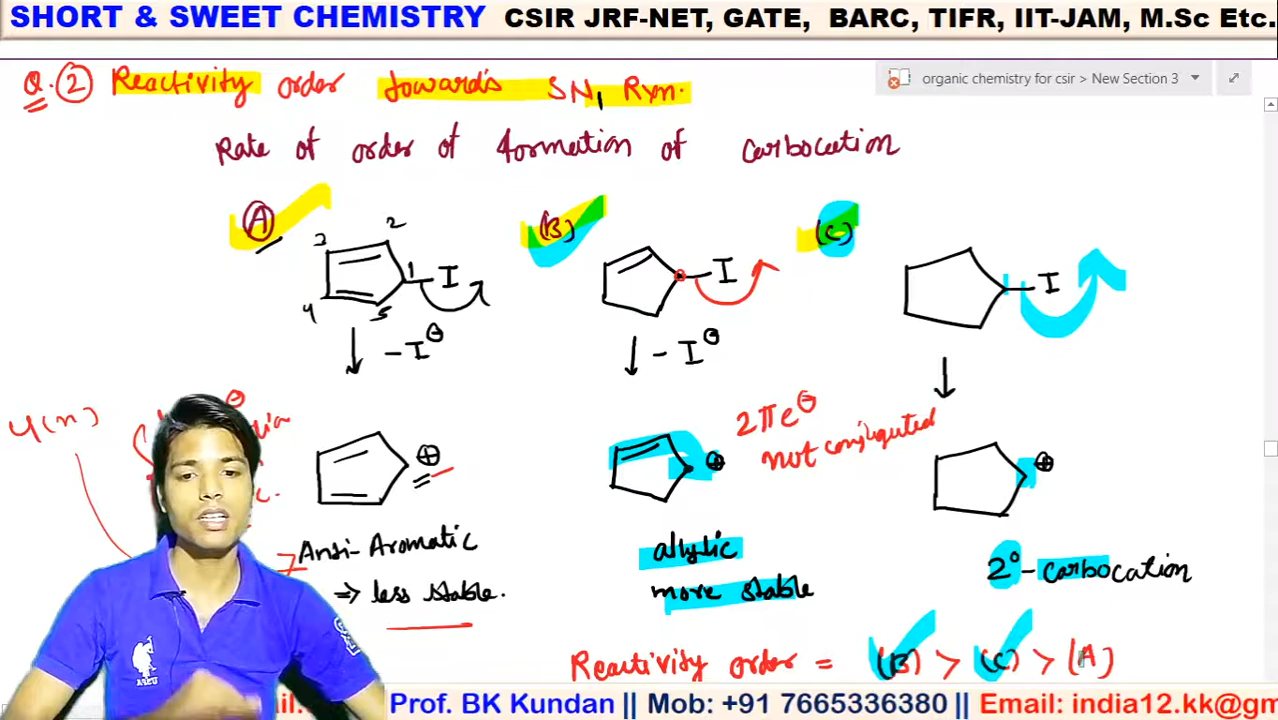 SHORT & SWEET CHEMISTRY CSIR JRF-NET, GATE, BARC, TIFR, IIT-JAM, M.Sc Etc.
Q.② Reactivity order towards SN1 Rxn.
organic chemistry for csir > New Section 3
Rate of order of formation of carbocation
(A) (B) (C)
3 2 1 I 4 5
I
I
-I⊖ -I⊖
4(n)
2πe⊖
not conjugated
⊕ ⊕ ⊕
Anti-Aromatic
⇒ less stable.
allylic
more stable
2°-carbocation
Reactivity order = (B) > (C) > (A)
Prof. BK Kundan || Mob: +91 7665336380 || Email: india12.kk@gm